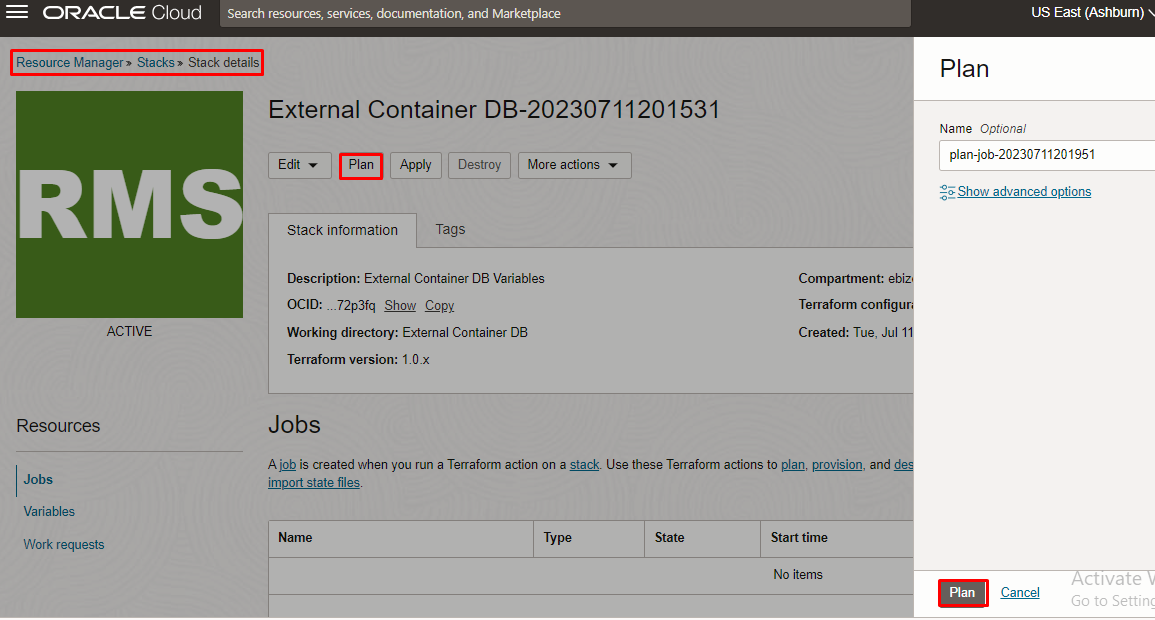 ORACLE Cloud
Search resources, services, documentation, and Marketplace
US East (Ashburn)
Resource Manager » Stacks » Stack details
RMS
ACTIVE
External Container DB-20230711201531
Edit Plan Apply Destroy More actions
Stack information Tags
Description: External Container DB Variables
OCID: ...72p3fq Show Copy
Working directory: External Container DB
Terraform version: 1.0.x
Compartment: ebiz
Terraform configura
Created: Tue, Jul 11
Resources
Jobs
Variables
Work requests
Jobs
A job is created when you run a Terraform action on a stack. Use these Terraform actions to plan, provision, and des
import state files.
Name Type State Start time
No items
Plan
Name Optional
plan-job-20230711201951
Show advanced options
Plan Cancel
Activate W
Go to Setting